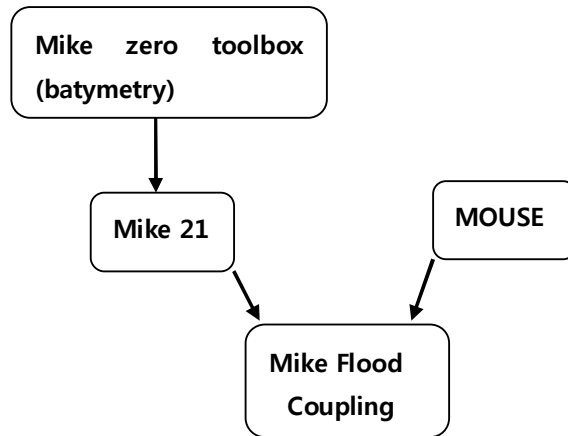 Mike zero toolbox
(batymetry)
Mike 21
MOUSE
Mike Flood
Coupling